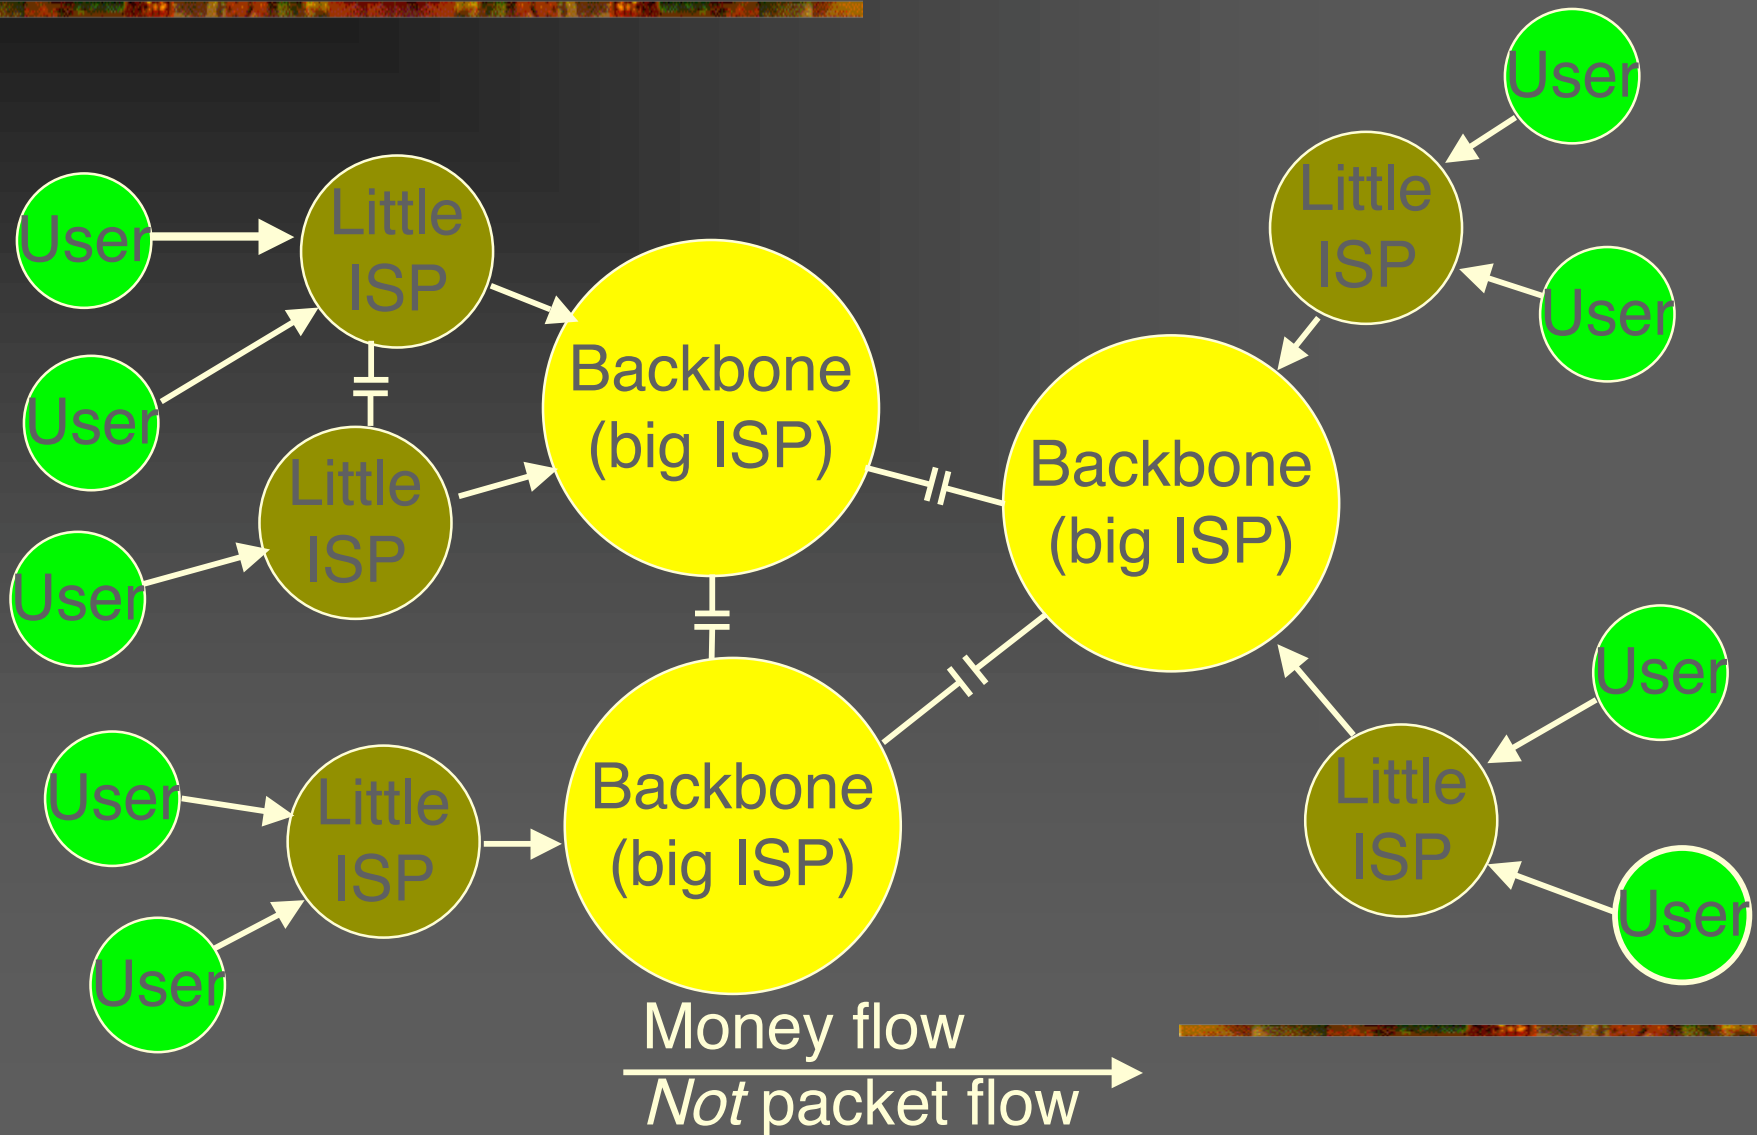 User
Little
ISP
User
Little
ISP
User
User
Backbone
(big ISP)
User
Backbone
(big ISP)
Little
ISP
User
User
User
Little
ISP
Backbone
(big ISP)
Little
ISP
User
User
Money flow
Not packet flow